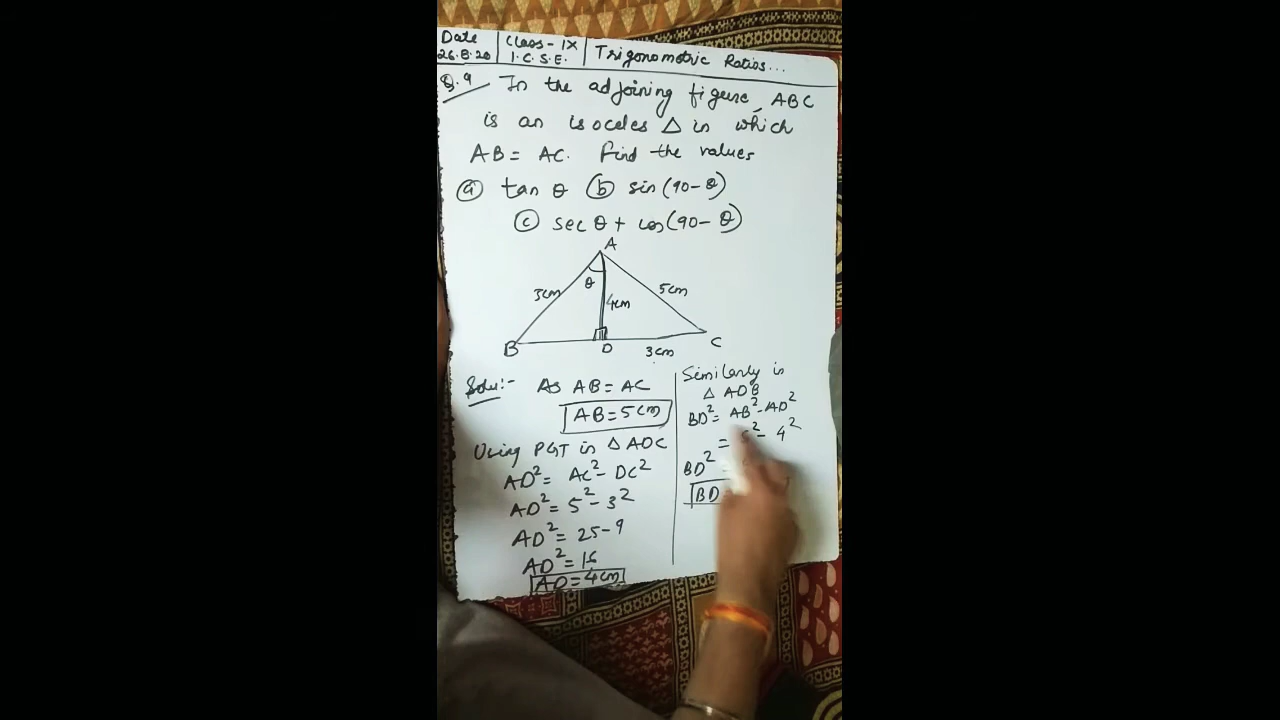 Date
26.8.20
Class - IX
I.C.S.E.
Trigonometric Ratios...
Q.9 In the adjoining figure, ABC
is an isoceles △ in which
AB = AC. Find the values
(a) tan θ (b) sin(90-θ)
(c) sec θ + cos(90-θ)
A
θ
3cm
4cm
5cm
B
D
3cm
C
Solu:- As AB = AC
AB = 5cm
Using PGT in △ ADC
AD² = AC² - DC²
AD² = 5² - 3²
AD² = 25-9
AD² = 16
AD = 4cm
Similarly in
△ ADB
BD² = AB² - AD²
= 5² - 4²
BD²
BD